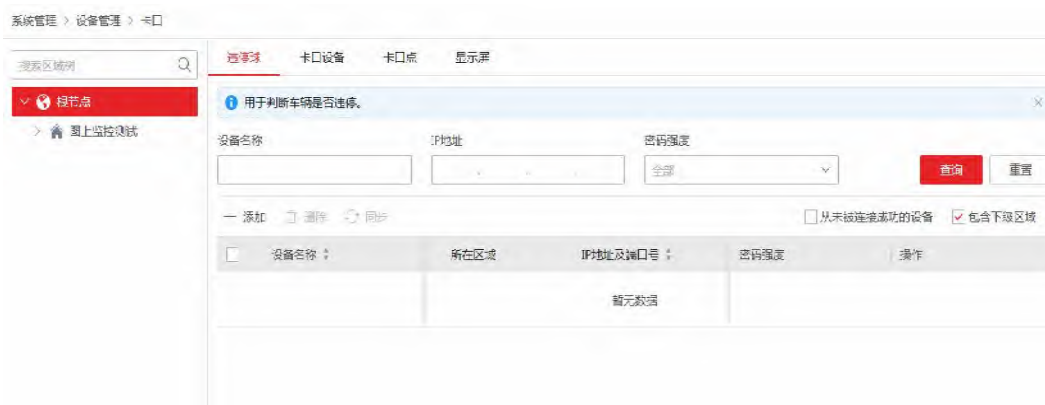 系统管理 > 设备管理 > 卡口
搜索区域树
根节点
图上监控测试
违停球 卡口设备 卡口点 显示屏
用于判断车辆是否违停。
设备名称 IP地址 密码强度
全部
查询 重置
添加 删除 同步
从未被连接成功的设备 包含下级区域
设备名称 所在区域 IP地址及端口号 密码强度 操作
暂无数据